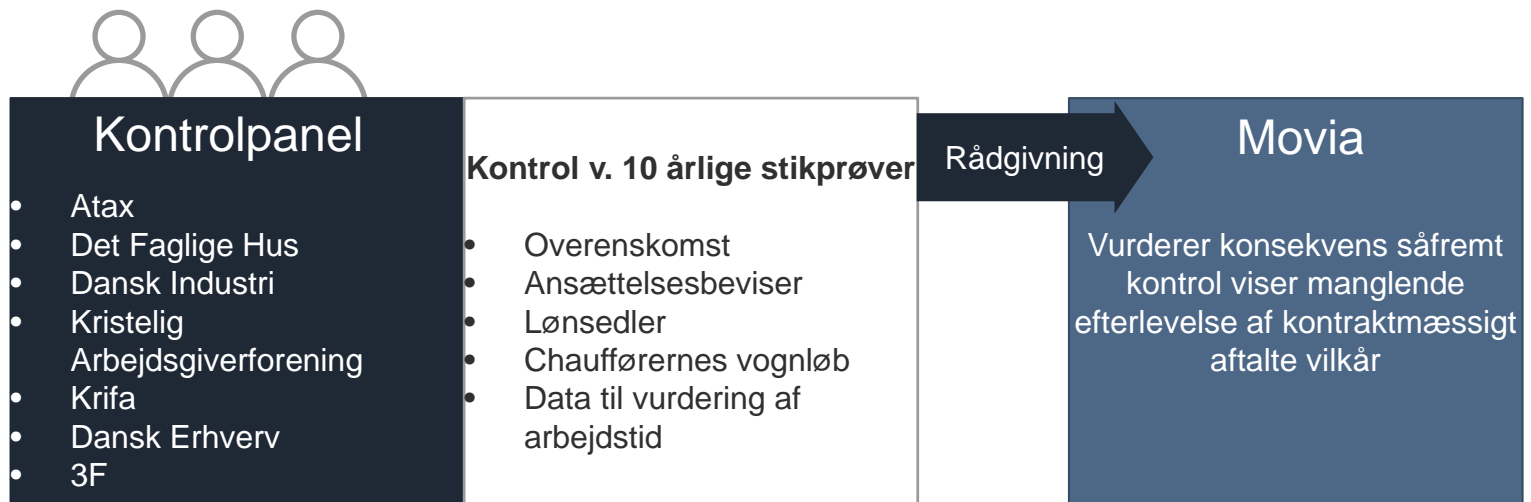 Kontrolpanel
• Atax
• Det Faglige Hus
• Dansk Industri
• Kristelig
Arbejdsgiverforening
• Krifa
• Dansk Erhverv
• 3F
Kontrol v. 10 årlige stikprøver
• Overenskomst
• Ansættelsesbeviser
• Lønsedler
• Chaufførernes vognløb
• Data til vurdering af
arbejdstid
Rådgivning
Movia
Vurderer konsekvens såfremt
kontrol viser manglende
efterlevelse af kontraktmæssigt
aftalte vilkår